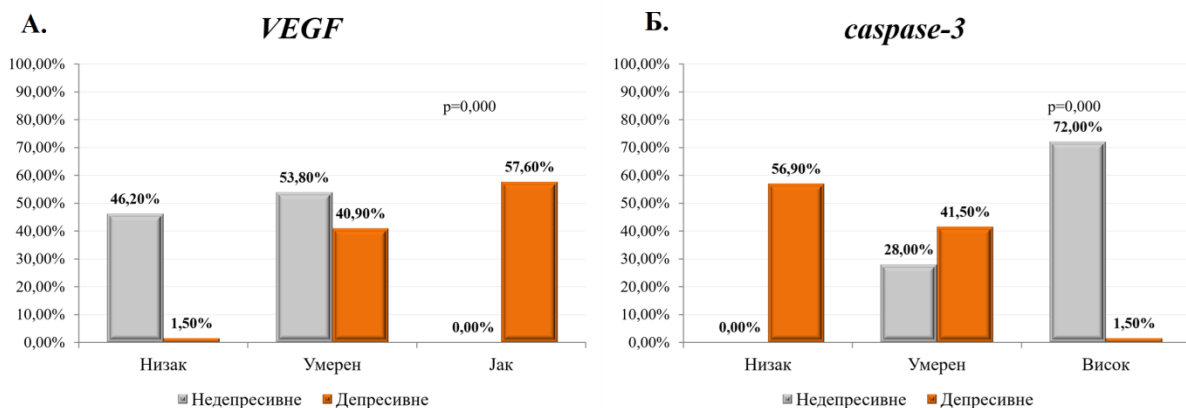 А.
VEGF
100,00%
90,00%
80,00%
70,00%
60,00%
50,00%
40,00%
30,00%
20,00%
10,00%
0,00%
p=0,000
46,20%
1,50%
53,80%
40,90%
0,00%
57,60%
Низак
Умерен
Јак
Недепресивне
Депресивне
Б.
caspase-3
100,00%
90,00%
80,00%
70,00%
60,00%
50,00%
40,00%
30,00%
20,00%
10,00%
0,00%
p=0,000
0,00%
56,90%
28,00%
41,50%
72,00%
1,50%
Низак
Умерен
Висок
Недепресивне
Депресивне